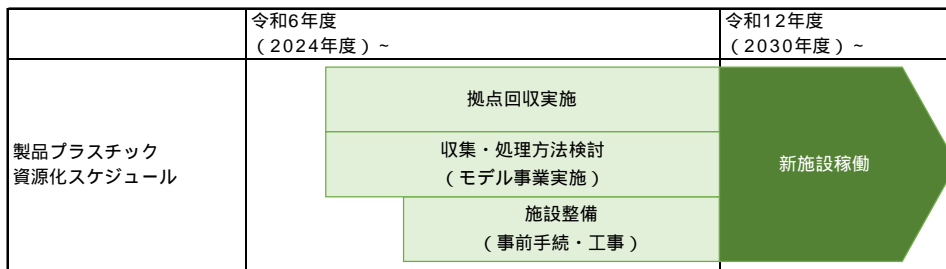 令和6年度
（2024年度）~
令和12年度
（2030年度）~
製品プラスチック
資源化スケジュール
拠点回収実施
収集・処理方法検討
（モデル事業実施）
施設整備
（事前手続・工事）
新施設稼働